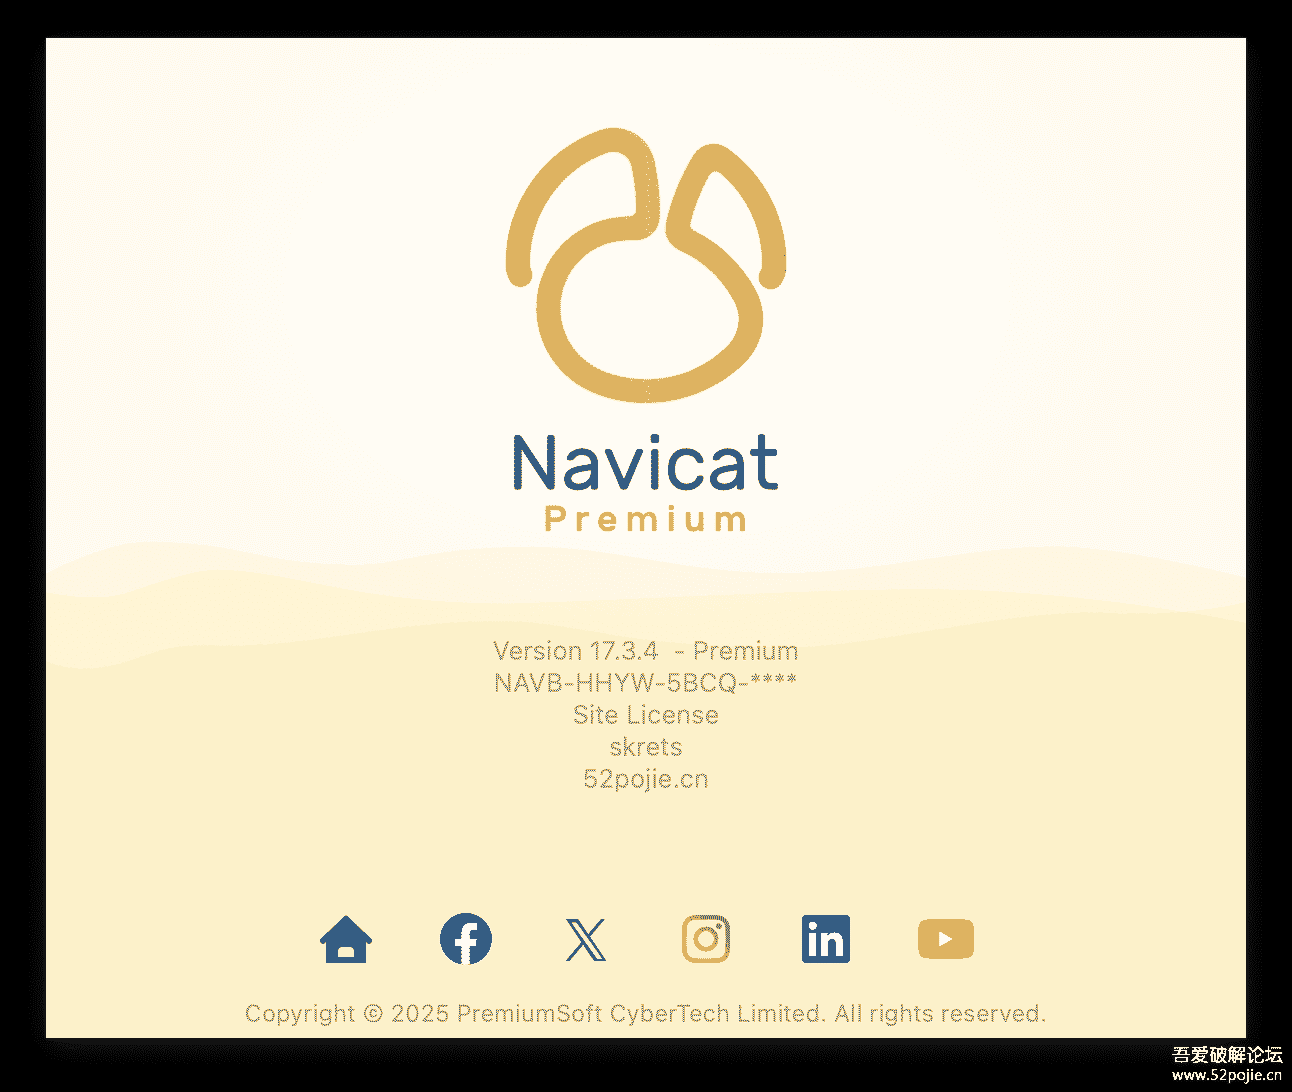 Navicat
Premium
Version 17.3.4 - Premium
NAVB-HHYW-5BCQ-****
Site License
skrets
52pojie.cn
Copyright © 2025 PremiumSoft CyberTech Limited. All rights reserved.
吾爱破解论坛
www.52pojie.cn